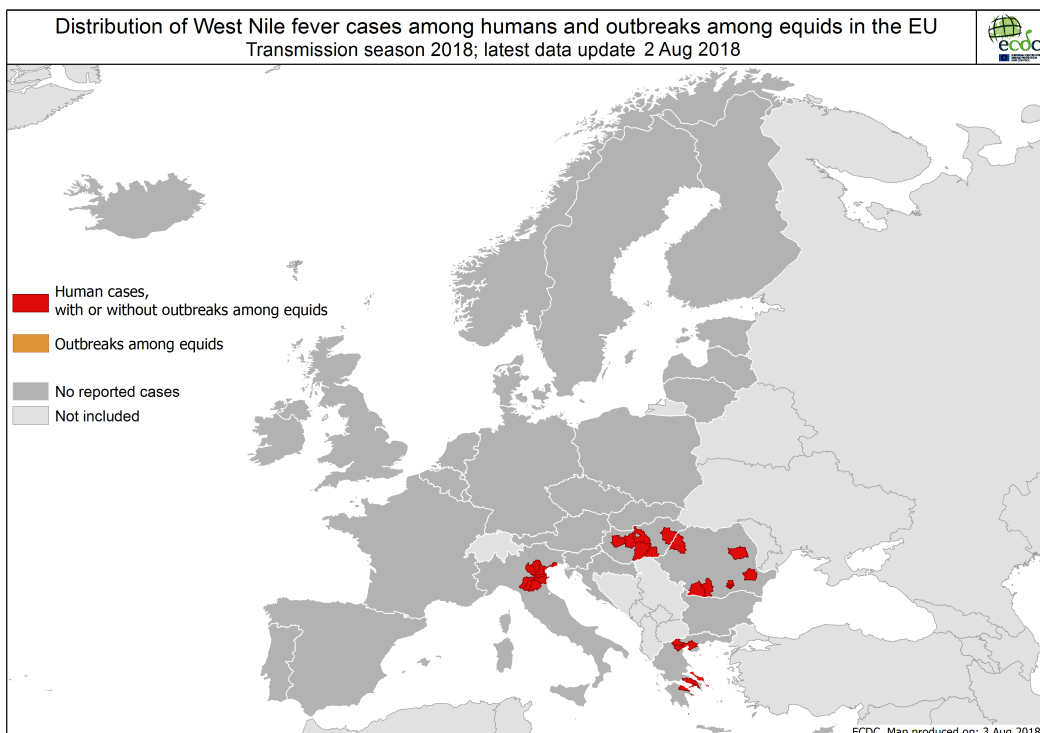 Distribution of West Nile fever cases among humans and outbreaks among equids in the EU
Transmission season 2018; latest data update 2 Aug 2018
ecdc
Human cases,
with or without outbreaks among equids
Outbreaks among equids
No reported cases
Not included
ECDC. Map produced on: 3 Aug 2018